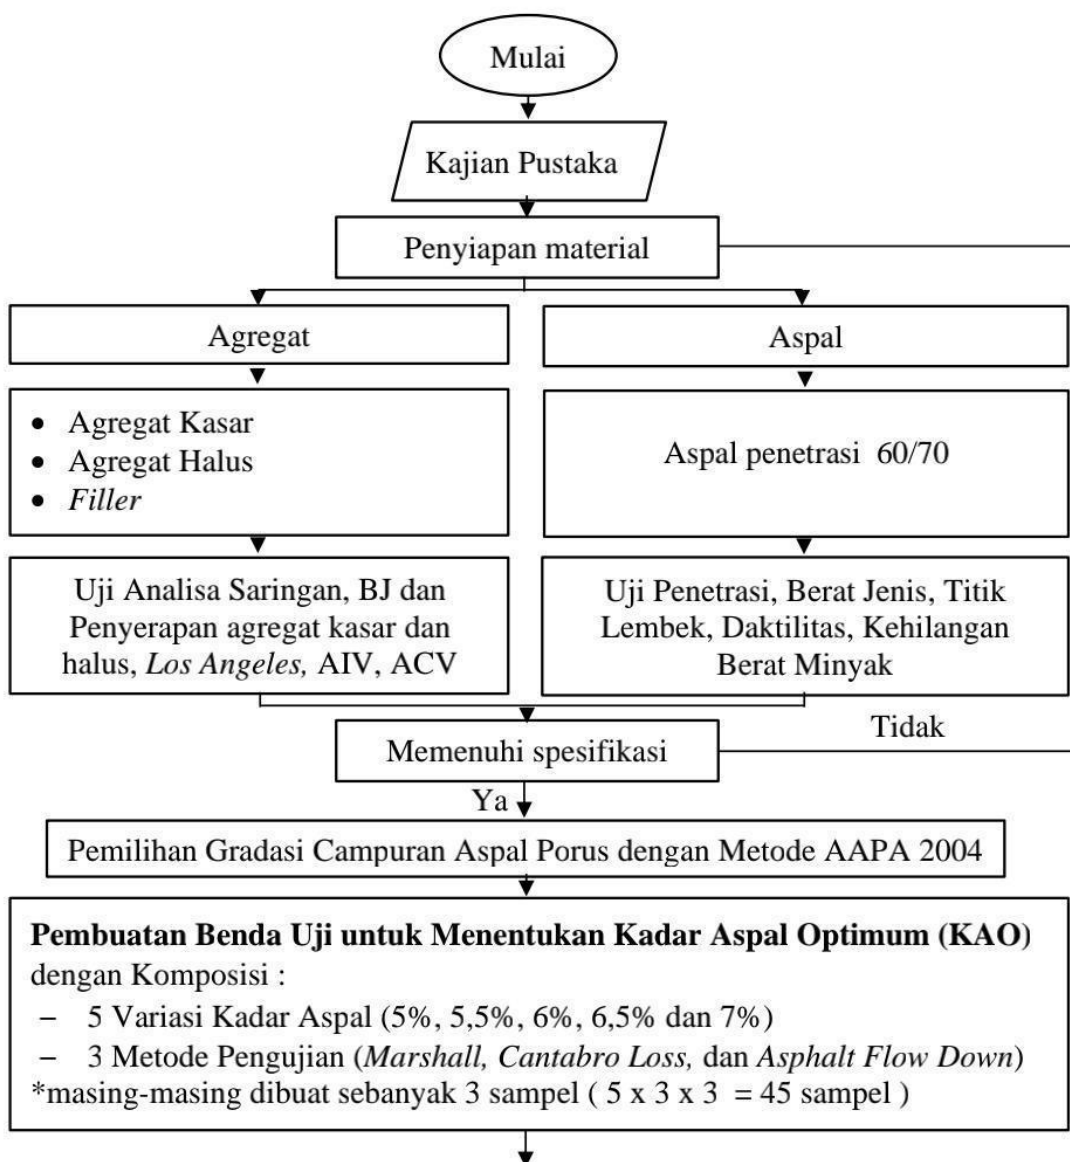 Mulai
Kajian Pustaka
Penyiapan material
Agregat
Aspal
• Agregat Kasar
• Agregat Halus
• Filler
Aspal penetrasi 60/70
Uji Analisa Saringan, BJ dan
Penyerapan agregat kasar dan
halus, Los Angeles, AIV, ACV
Uji Penetrasi, Berat Jenis, Titik
Lembek, Daktilitas, Kehilangan
Berat Minyak
Tidak
Memenuhi spesifikasi
Ya
Pemilihan Gradasi Campuran Aspal Porus dengan Metode AAPA 2004
Pembuatan Benda Uji untuk Menentukan Kadar Aspal Optimum (KAO)
dengan Komposisi :
– 5 Variasi Kadar Aspal (5%, 5,5%, 6%, 6,5% dan 7%)
– 3 Metode Pengujian (Marshall, Cantabro Loss, dan Asphalt Flow Down)
*masing-masing dibuat sebanyak 3 sampel ( 5 x 3 x 3 = 45 sampel )